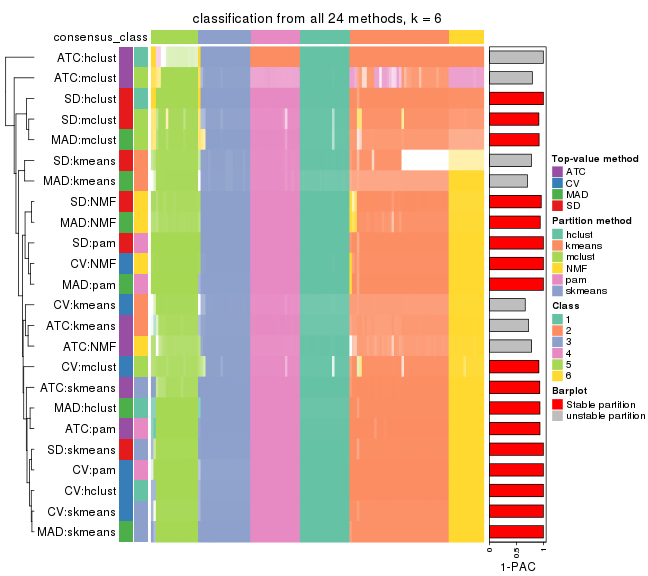 classification from all 24 methods, k = 6
consensus_class
ATC:hclust
ATC:mclust
SD:hclust
SD:mclust
MAD:mclust
SD:kmeans
MAD:kmeans
SD:NMF
MAD:NMF
SD:pam
CV:NMF
MAD:pam
CV:kmeans
ATC:kmeans
ATC:NMF
CV:mclust
ATC:skmeans
MAD:hclust
ATC:pam
SD:skmeans
CV:pam
CV:hclust
CV:skmeans
MAD:skmeans
0
0.5
1
1-PAC
Top-value method
ATC
CV
MAD
SD
Partition method
hclust
kmeans
mclust
NMF
pam
skmeans
Class
1
2
3
4
5
6
Barplot
Stable partition
unstable partition